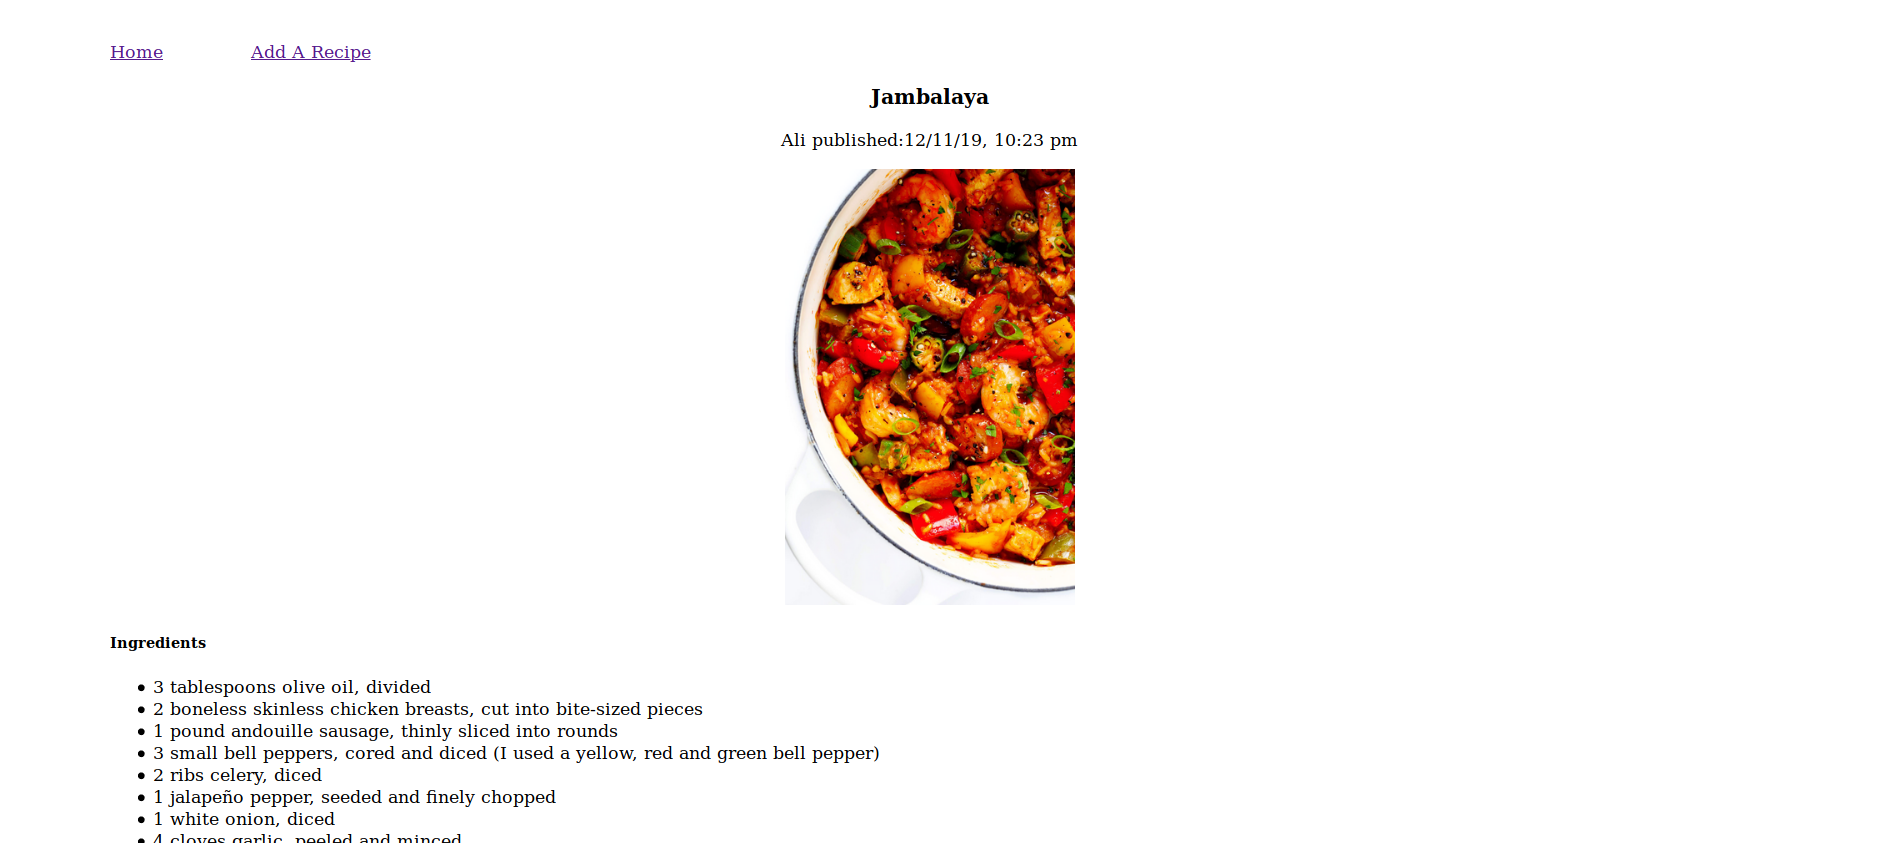 Home Add A Recipe
Jambalaya
Ali published:12/11/19, 10:23 pm
Ingredients
3 tablespoons olive oil, divided
2 boneless skinless chicken breasts, cut into bite-sized pieces
1 pound andouille sausage, thinly sliced into rounds
3 small bell peppers, cored and diced (I used a yellow, red and green bell pepper)
2 ribs celery, diced
1 jalapeño pepper, seeded and finely chopped
1 white onion, diced
4 cloves garlic, peeled and minced